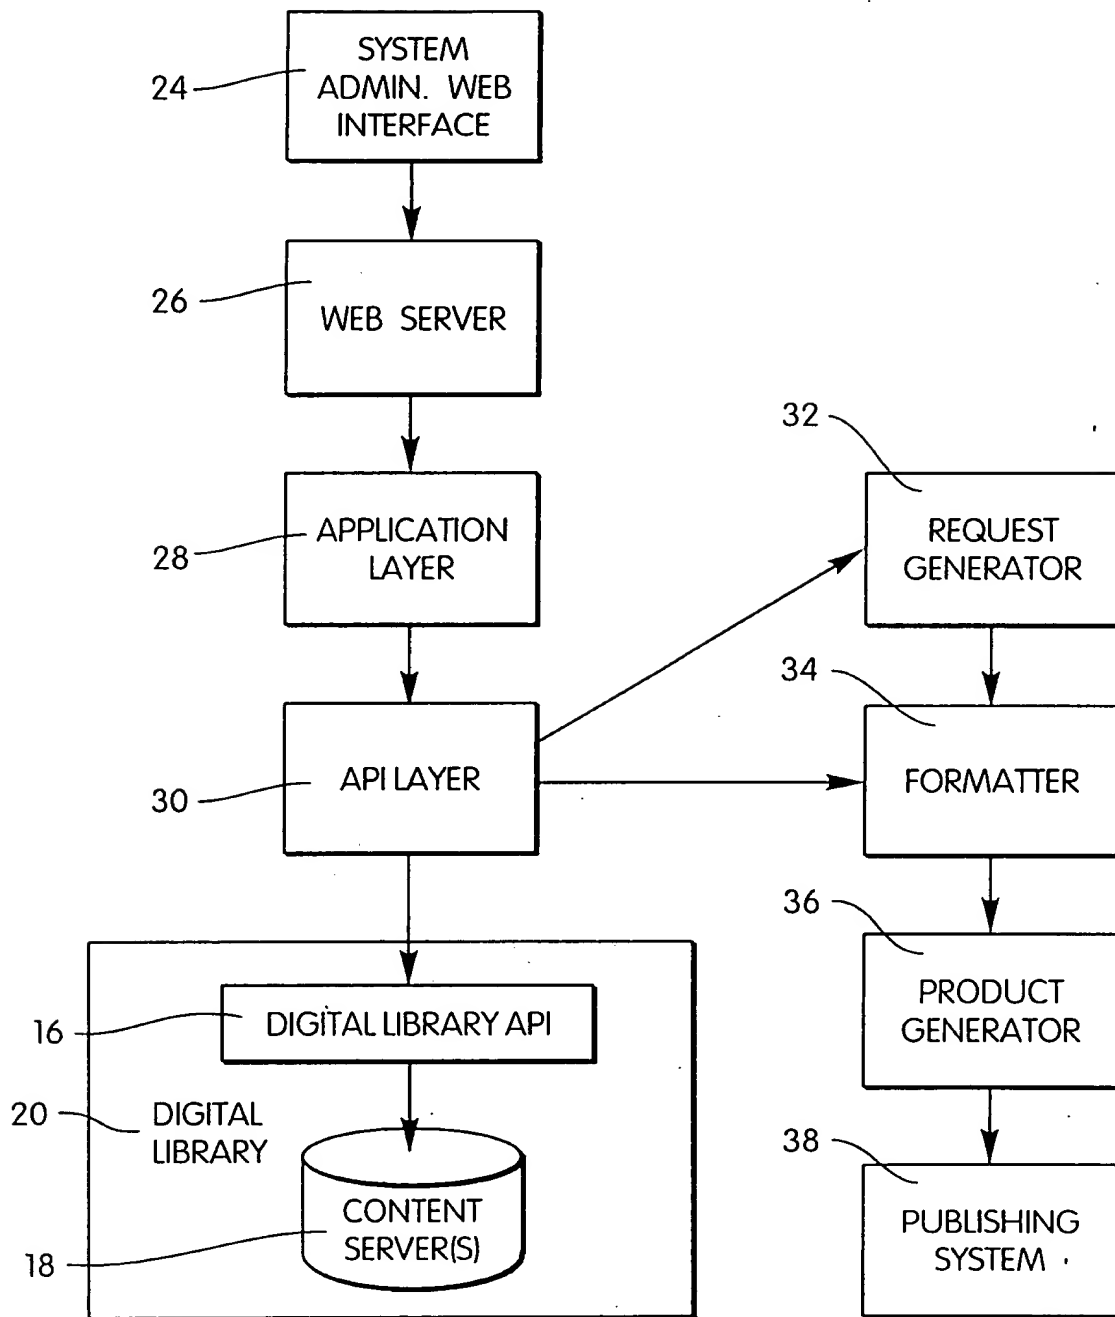 SYSTEM
ADMIN. WEB
INTERFACE
24
WEB SERVER
26
APPLICATION
LAYER
28
32
REQUEST
GENERATOR
API LAYER
30
34
FORMATTER
36
PRODUCT
GENERATOR
DIGITAL LIBRARY API
16
20
DIGITAL
LIBRARY
CONTENT
SERVER(S)
18
38
PUBLISHING
SYSTEM